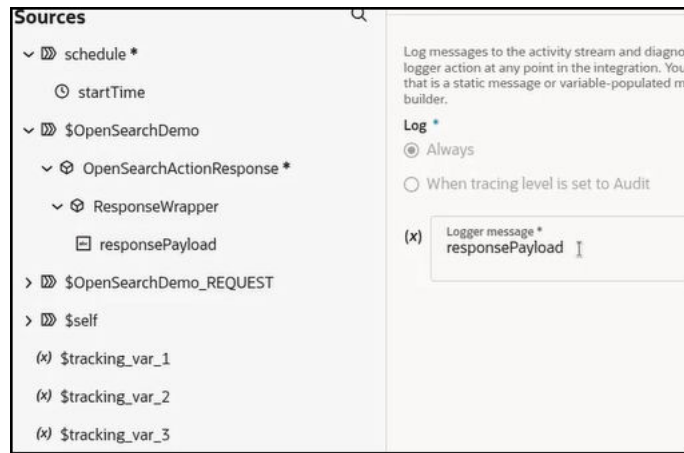 Sources
schedule *
startTime
$OpenSearchDemo
OpenSearchActionResponse *
ResponseWrapper
responsePayload
$OpenSearchDemo_REQUEST
$self
(x) $tracking_var_1
(x) $tracking_var_2
(x) $tracking_var_3
Log messages to the activity stream and diagno
logger action at any point in the integration. You
that is a static message or variable-populated m
builder.
Log *
Always
When tracing level is set to Audit
(x)
Logger message *
responsePayload